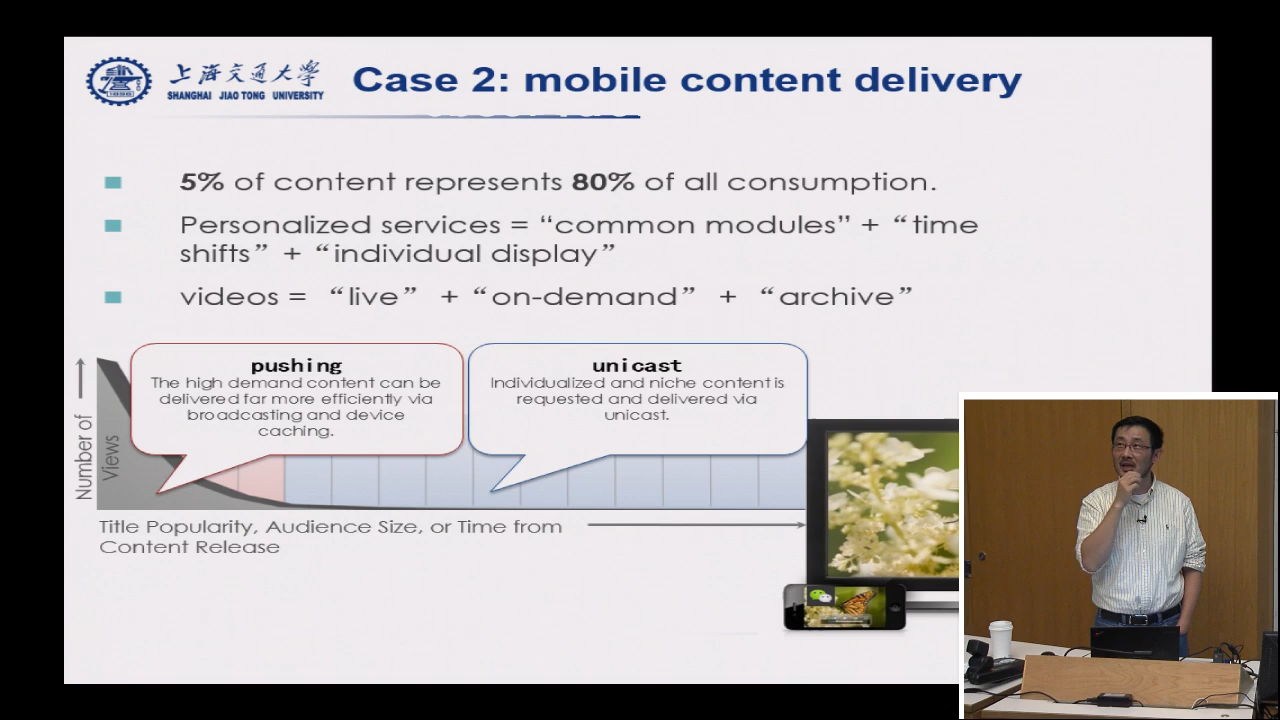 上海交通大學
SHANGHAI JIAO TONG UNIVERSITY
Case 2: mobile content delivery
5% of content represents 80% of all consumption.
Personalized services = “common modules” + “time
shifts” + “individual display”
videos = “live” + “on-demand” + “archive”
pushing
The high demand content can be
delivered far more efficiently via
broadcasting and device
caching.
unicast
Individualized and niche content is
requested and delivered via
unicast.
Number of
Views
Title Popularity, Audience Size, or Time from
Content Release